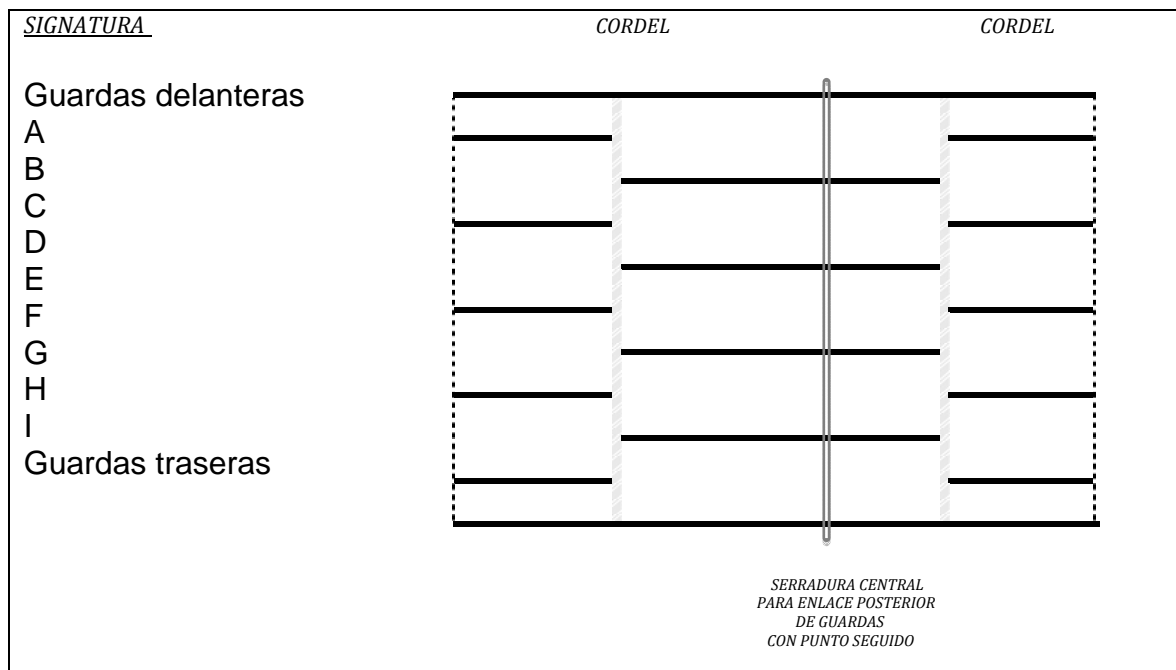 SIGNATURA CORDEL CORDEL
Guardas delanteras
A
B
C
D
E
F
G
H
I
Guardas traseras
SERRADURA CENTRAL
PARA ENLACE POSTERIOR
DE GUARDAS
CON PUNTO SEGUIDO